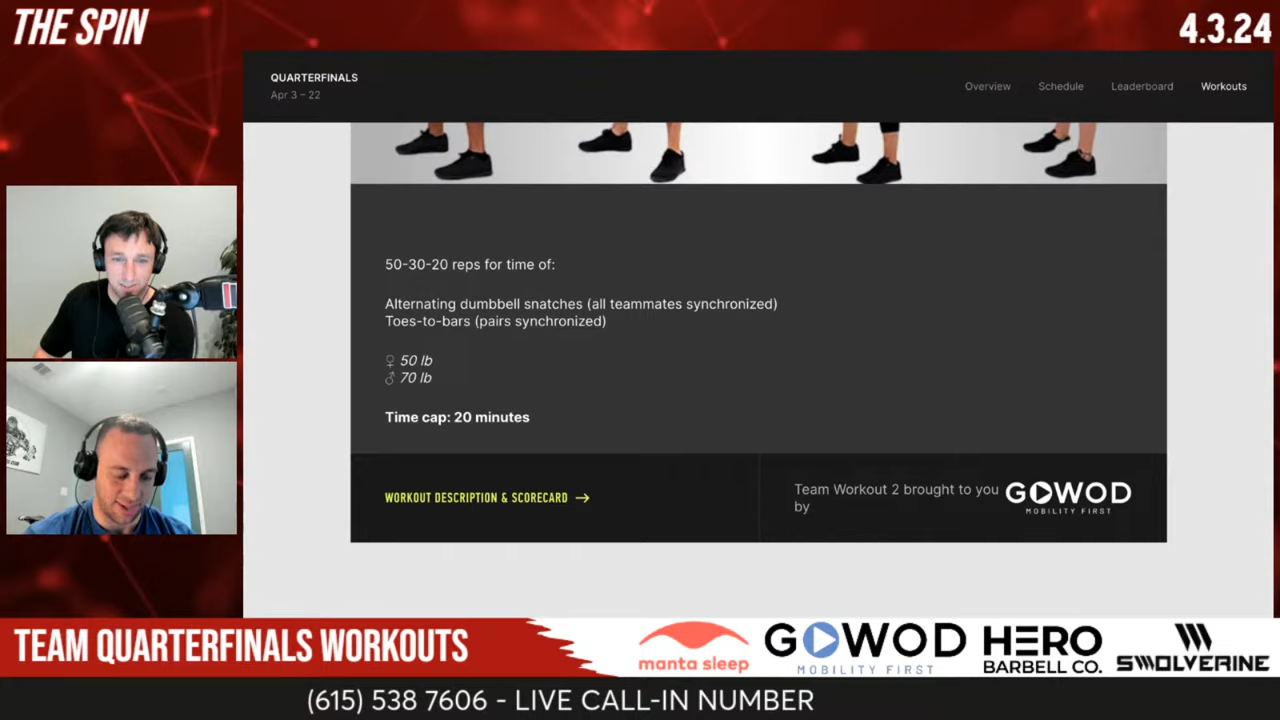 THE SPIN
4.3.24
QUARTERFINALS
Apr 3 – 22
Overview Schedule Leaderboard Workouts
50-30-20 reps for time of:
Alternating dumbbell snatches (all teammates synchronized)
Toes-to-bars (pairs synchronized)
♀ 50 lb
♂ 70 lb
Time cap: 20 minutes
WORKOUT DESCRIPTION & SCORECARD →
Team Workout 2 brought to you
by
GOWOD
MOBILITY FIRST
TEAM QUARTERFINALS WORKOUTS
manta sleep
GOWOD
MOBILITY FIRST
HERO
BARBELL CO.
SWOLVERINE
(615) 538 7606 - LIVE CALL-IN NUMBER